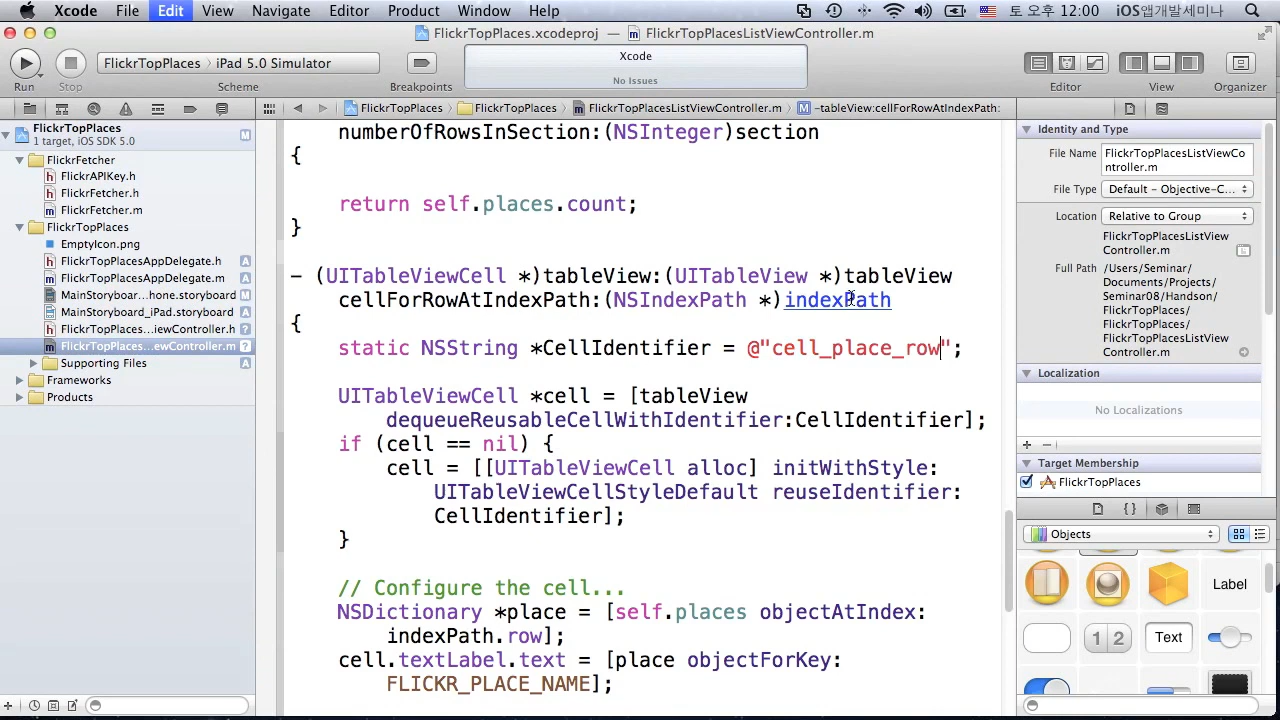 Xcode File Edit View Navigate Editor Product Window Help 토 오후 12:00 iOS앱개발세미나
FlickrTopPlaces.xcodeproj — FlickrTopPlacesListViewController.m
FlickrTopPlaces iPad 5.0 Simulator
Xcode
No Issues
Run Stop Scheme Breakpoints Editor View Organizer
FlickrTopPlaces FlickrTopPlaces FlickrTopPlacesListViewController.m -tableView:cellForRowAtIndexPath:
FlickrTopPlaces M
1 target, iOS SDK 5.0
FlickrFetcher
FlickrAPIKey.h
FlickrFetcher.h
FlickrFetcher.m
FlickrTopPlaces
EmptyIcon.png
FlickrTopPlacesAppDelegate.h A
FlickrTopPlacesAppDelegate.m A
MainStoryboar...hone.storyboard A
MainStoryboard_iPad.storyboard A
FlickrTopPlaces...iewController.h ?
FlickrTopPlaces...ewController.m ?
Supporting Files A
Frameworks
Products
numberOfRowsInSection:(NSInteger)section
{
return self.places.count;
}
- (UITableViewCell *)tableView:(UITableView *)tableView
cellForRowAtIndexPath:(NSIndexPath *)indexPath
{
static NSString *CellIdentifier = @"cell_place_row";
UITableViewCell *cell = [tableView
dequeueReusableCellWithIdentifier:CellIdentifier];
if (cell == nil) {
cell = [[UITableViewCell alloc] initWithStyle:
UITableViewCellStyleDefault reuseIdentifier:
CellIdentifier];
}
// Configure the cell...
NSDictionary *place = [self.places objectAtIndex:
indexPath.row];
cell.textLabel.text = [place objectForKey:
FLICKR_PLACE_NAME];
Identity and Type
File Name FlickrTopPlacesListViewCo
ntroller.m
File Type Default - Objective-C...
Location Relative to Group
FlickrTopPlacesListView
Controller.m
Full Path /Users/Seminar/
Documents/Projects/
Seminar08/Handson/
FlickrTopPlaces/
FlickrTopPlaces/
FlickrTopPlacesListView
Controller.m
Localization
No Localizations
Target Membership
FlickrTopPlaces
Objects
Label
1 2 Text